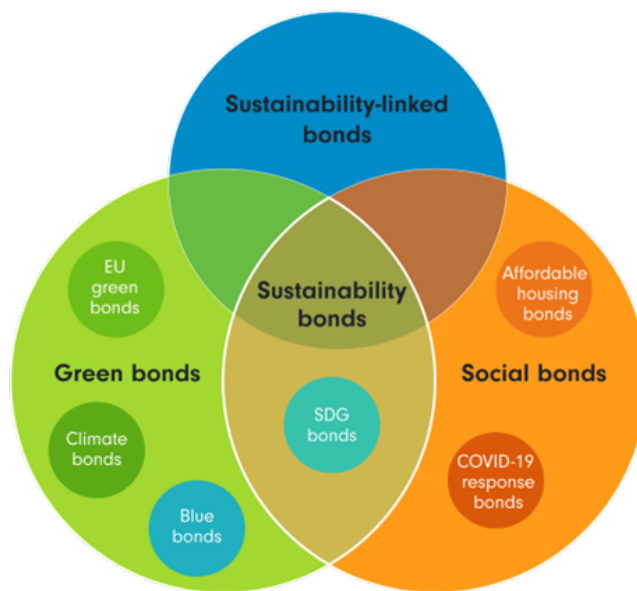 Sustainability-linked
bonds
EU
green
bonds
Affordable
housing
bonds
Sustainability
bonds
Green bonds
Social bonds
SDG
bonds
Climate
bonds
COVID-19
response
bonds
Blue
bonds